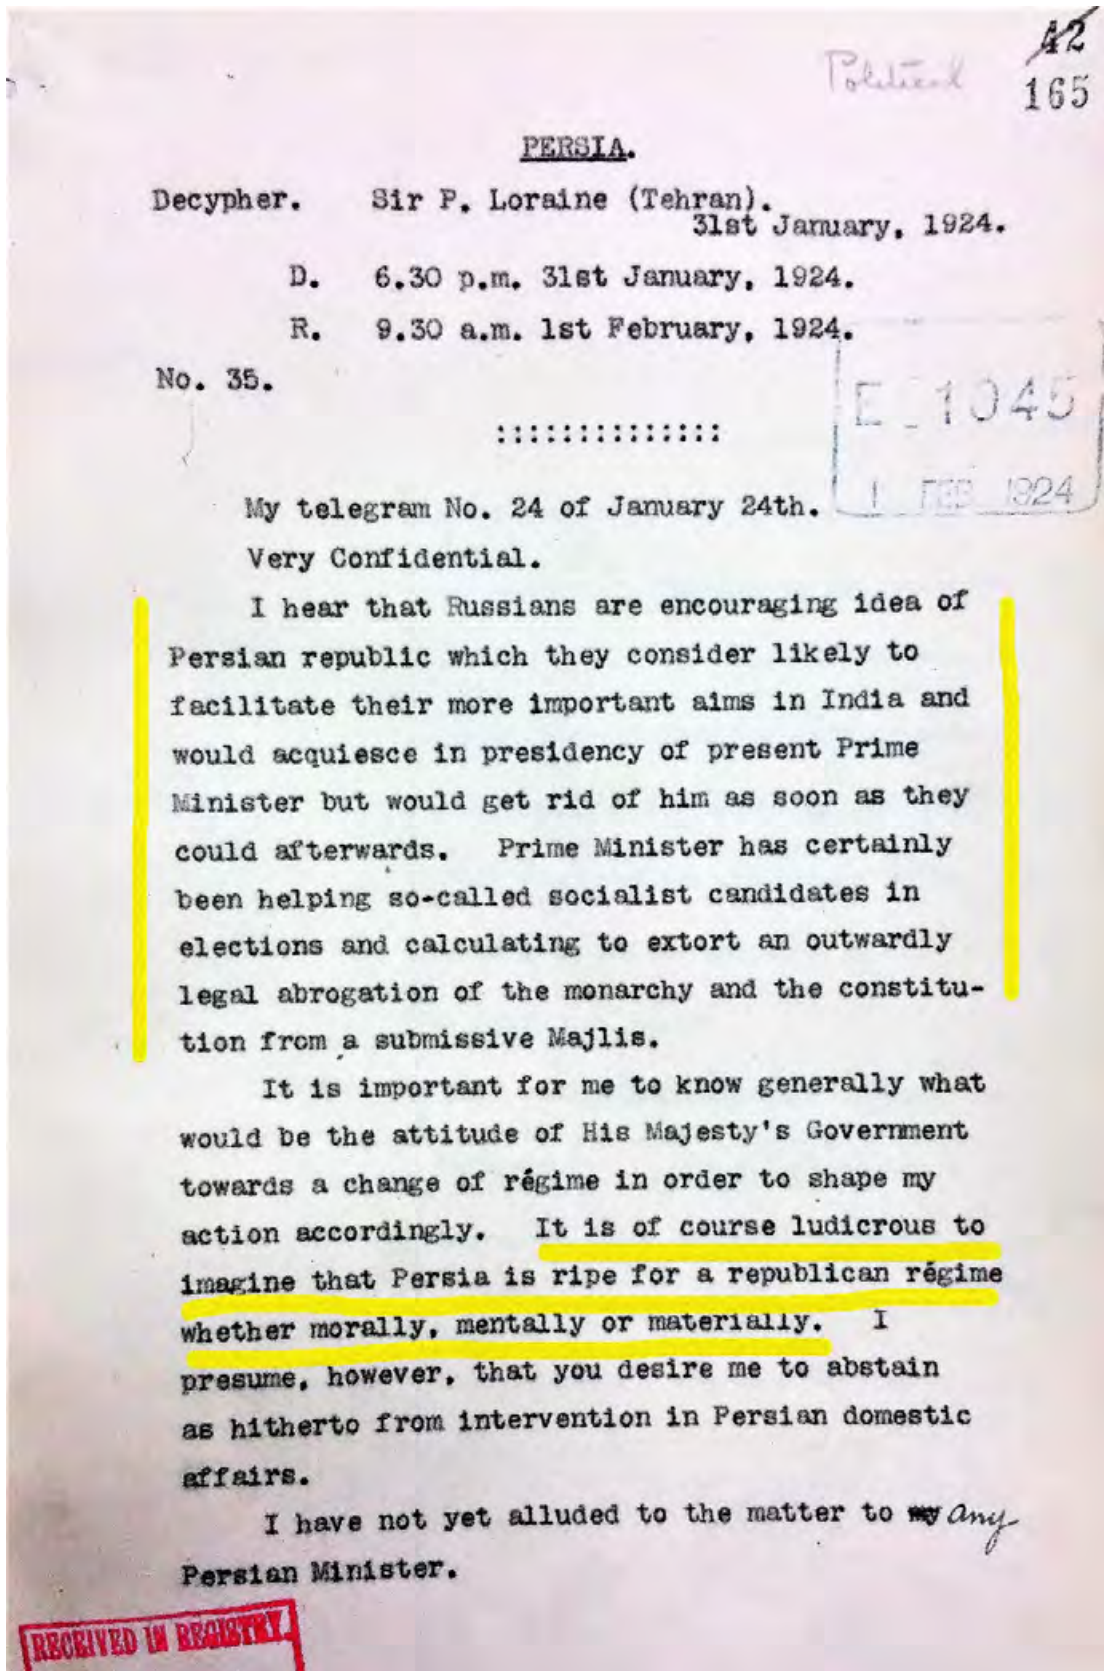 42
Political
165
PERSIA.
Decypher. Sir P. Loraine (Tehran).
31st January, 1924.
D. 6.30 p.m. 31st January, 1924.
R. 9.30 a.m. 1st February, 1924.
No. 35.
::::::::::::::
E 1045
1 FEB 1924
My telegram No. 24 of January 24th.
Very Confidential.
I hear that Russians are encouraging idea of
Persian republic which they consider likely to
facilitate their more important aims in India and
would acquiesce in presidency of present Prime
Minister but would get rid of him as soon as they
could afterwards. Prime Minister has certainly
been helping so-called socialist candidates in
elections and calculating to extort an outwardly
legal abrogation of the monarchy and the constitu-
tion from a submissive Majlis.
It is important for me to know generally what
would be the attitude of His Majesty's Government
towards a change of régime in order to shape my
action accordingly. It is of course ludicrous to
imagine that Persia is ripe for a republican régime
whether morally, mentally or materially. I
presume, however, that you desire me to abstain
as hitherto from intervention in Persian domestic
affairs.
I have not yet alluded to the matter to my any
Persian Minister.
RECEIVED IN REGISTRY.